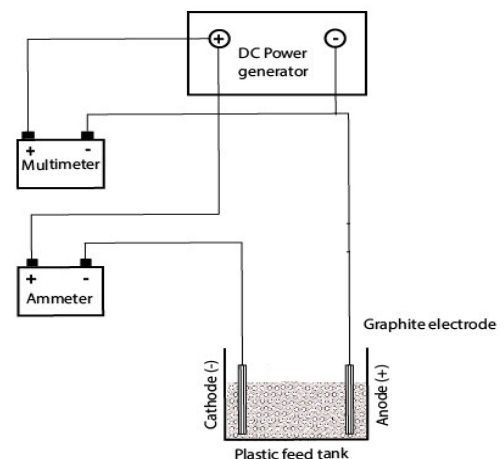 +
-
DC Power
generator
+
-
Multimeter
+
-
Ammeter
Graphite electrode
Cathode (-)
Anode (+)
Plastic feed tank